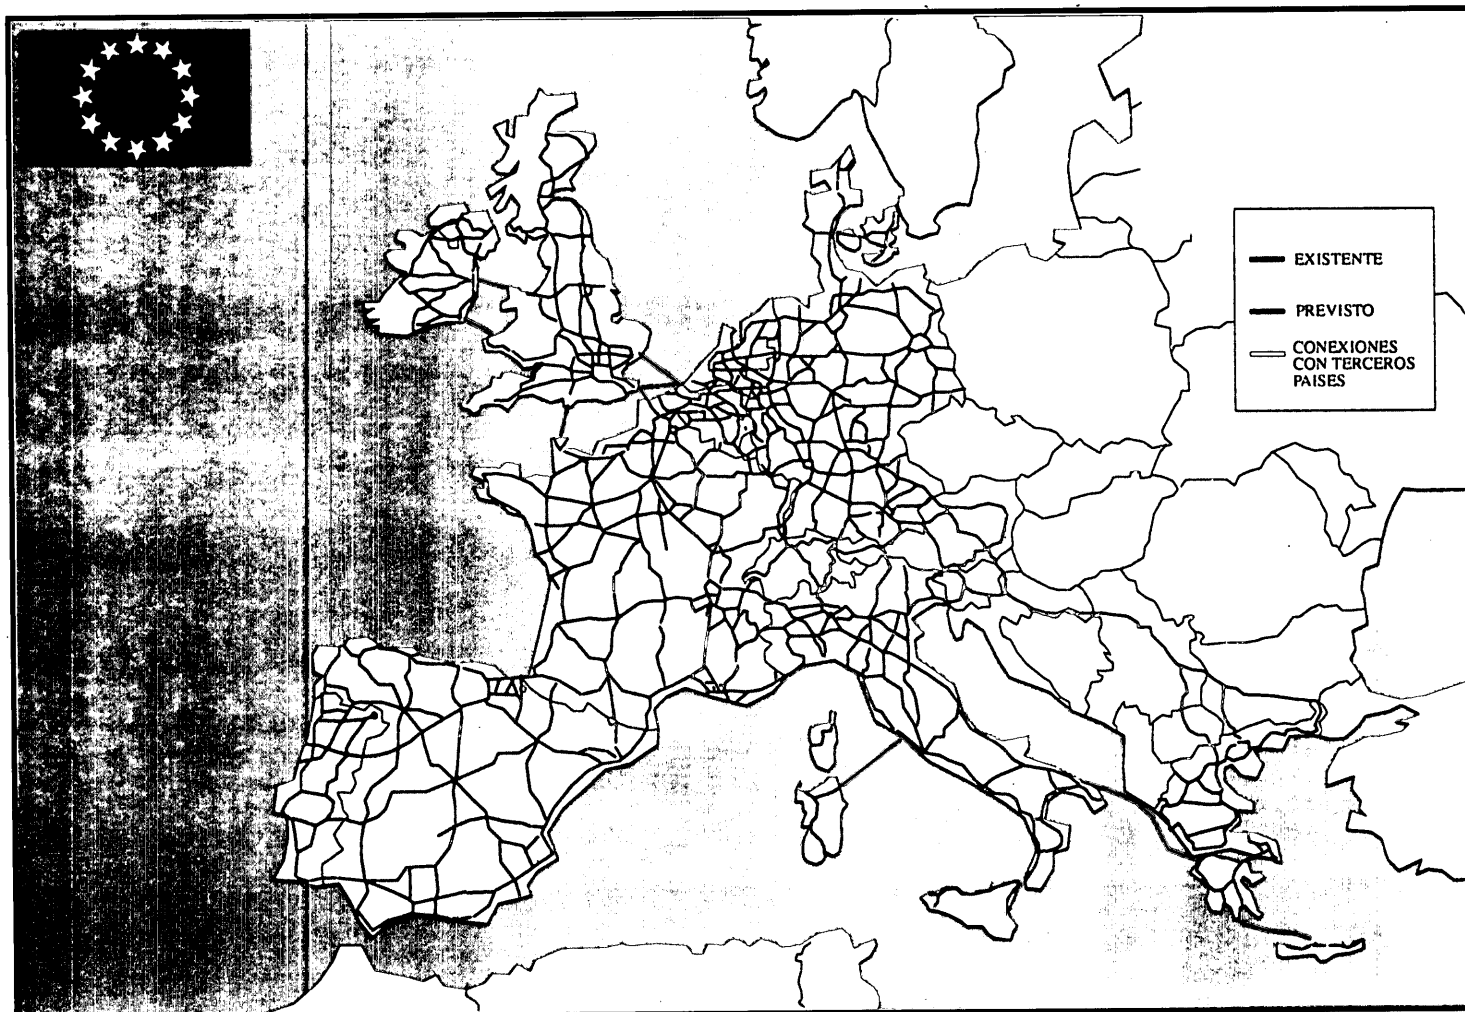 EXISTENTE
PREVISTO
CONEXIONES
CON TERCEROS
PAISES